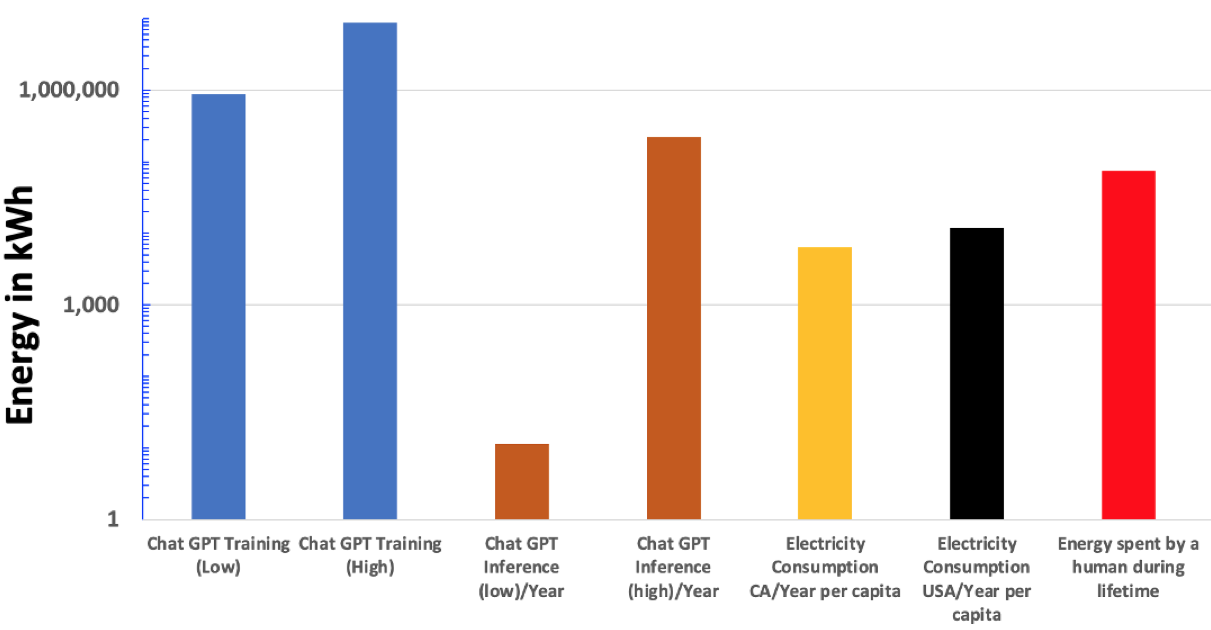 Energy in kWh
1,000,000
1,000
1
Chat GPT Training
(Low)
Chat GPT Training
(High)
Chat GPT
Inference
(low)/Year
Chat GPT
Inference
(high)/Year
Electricity
Consumption
CA/Year per capita
Electricity
Consumption
USA/Year per
capita
Energy spent by a
human during
lifetime